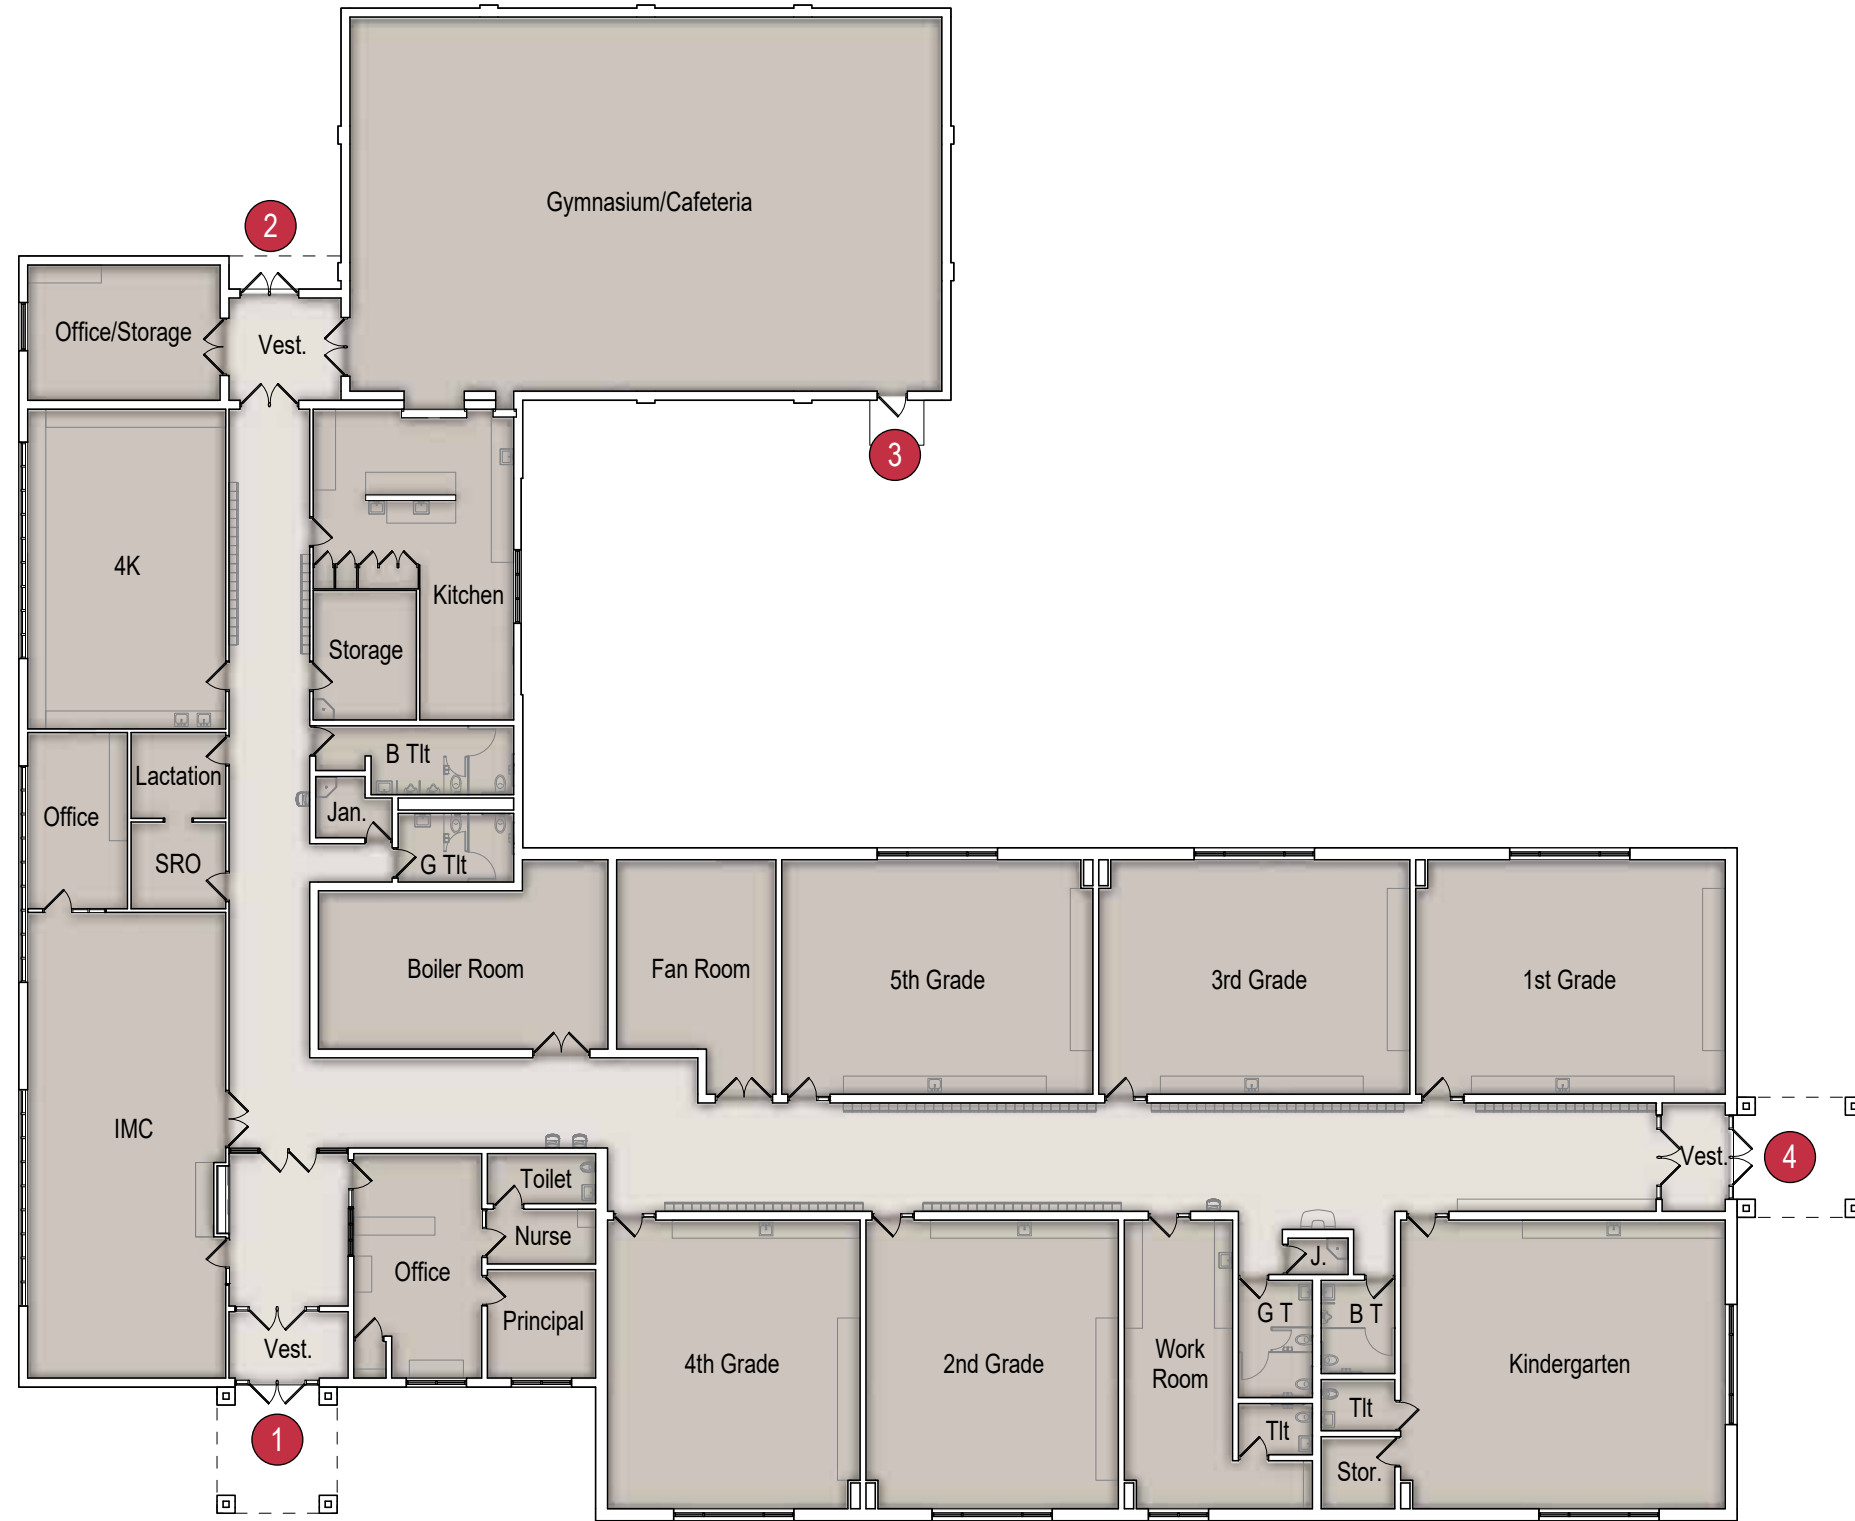 Gymnasium/Cafeteria
2
Office/Storage
Vest.
3
4K
Kitchen
Storage
B Tlt
Lactation
Jan.
Office
SRO
G Tlt
Boiler Room
Fan Room
5th Grade
3rd Grade
1st Grade
IMC
Vest.
4
Toilet
Nurse
J.
Office
Principal
G T
B T
Vest.
4th Grade
2nd Grade
Work
Room
Kindergarten
Tlt
Tlt
1
Stor.